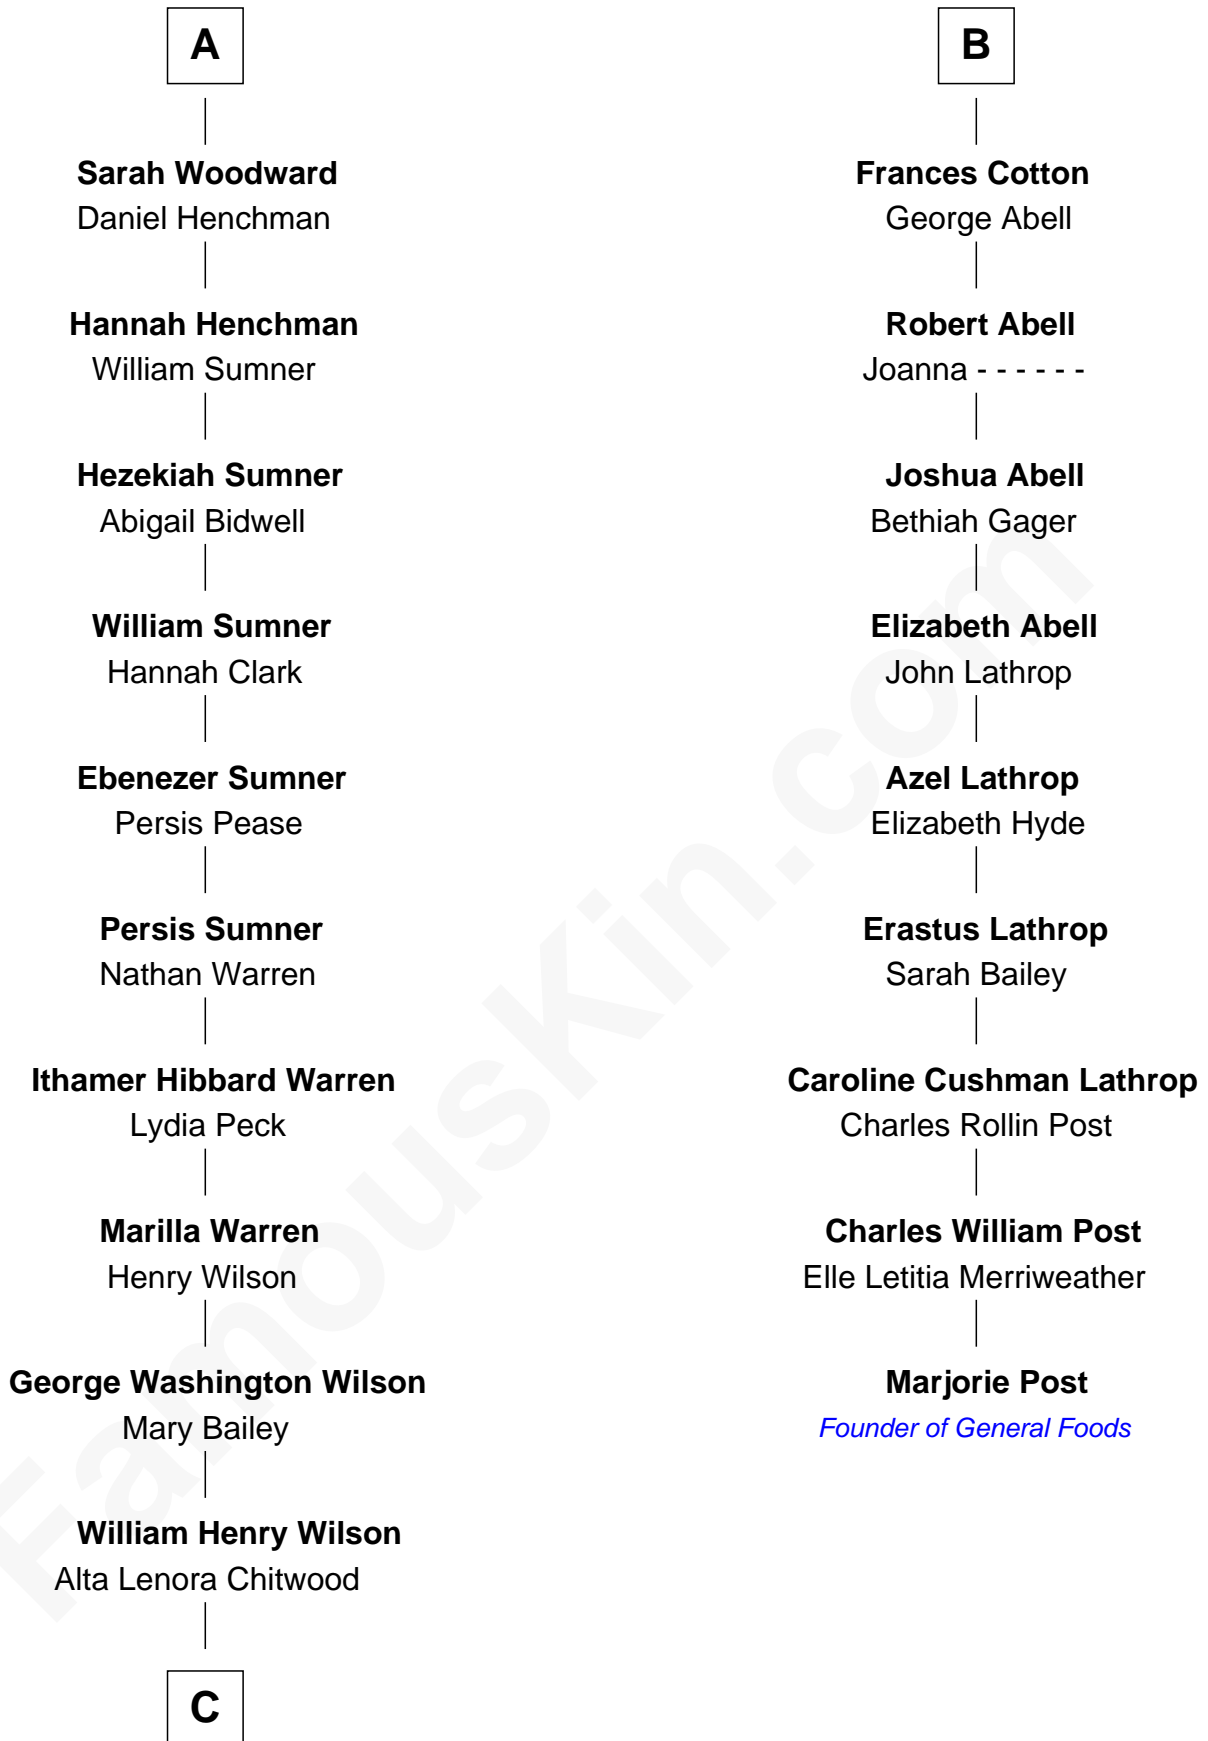 A
Sarah Woodward
Daniel Henchman
Hannah Henchman
William Sumner
Hezekiah Sumner
Abigail Bidwell
William Sumner
Hannah Clark
Ebenezer Sumner
Persis Pease
Persis Sumner
Nathan Warren
Ithamer Hibbard Warren
Lydia Peck
Marilla Warren
Henry Wilson
George Washington Wilson
Mary Bailey
William Henry Wilson
Alta Lenora Chitwood
C
B
Frances Cotton
George Abell
Robert Abell
Joanna - - - - - -
Joshua Abell
Bethiah Gager
Elizabeth Abell
John Lathrop
Azel Lathrop
Elizabeth Hyde
Erastus Lathrop
Sarah Bailey
Caroline Cushman Lathrop
Charles Rollin Post
Charles William Post
Elle Letitia Merriweather
Marjorie Post
Founder of General Foods
FamousKin.com